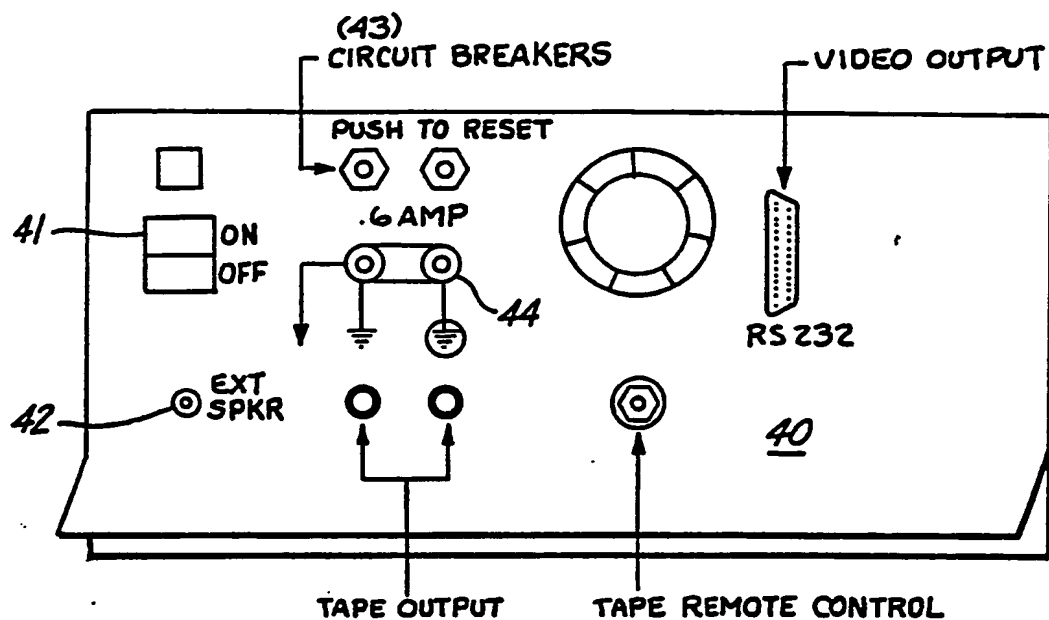 (43)
CIRCUIT BREAKERS
VIDEO OUTPUT
PUSH TO RESET
.6 AMP
41
ON
OFF
44
RS 232
EXT
SPKR
42
40
TAPE OUTPUT
TAPE REMOTE CONTROL